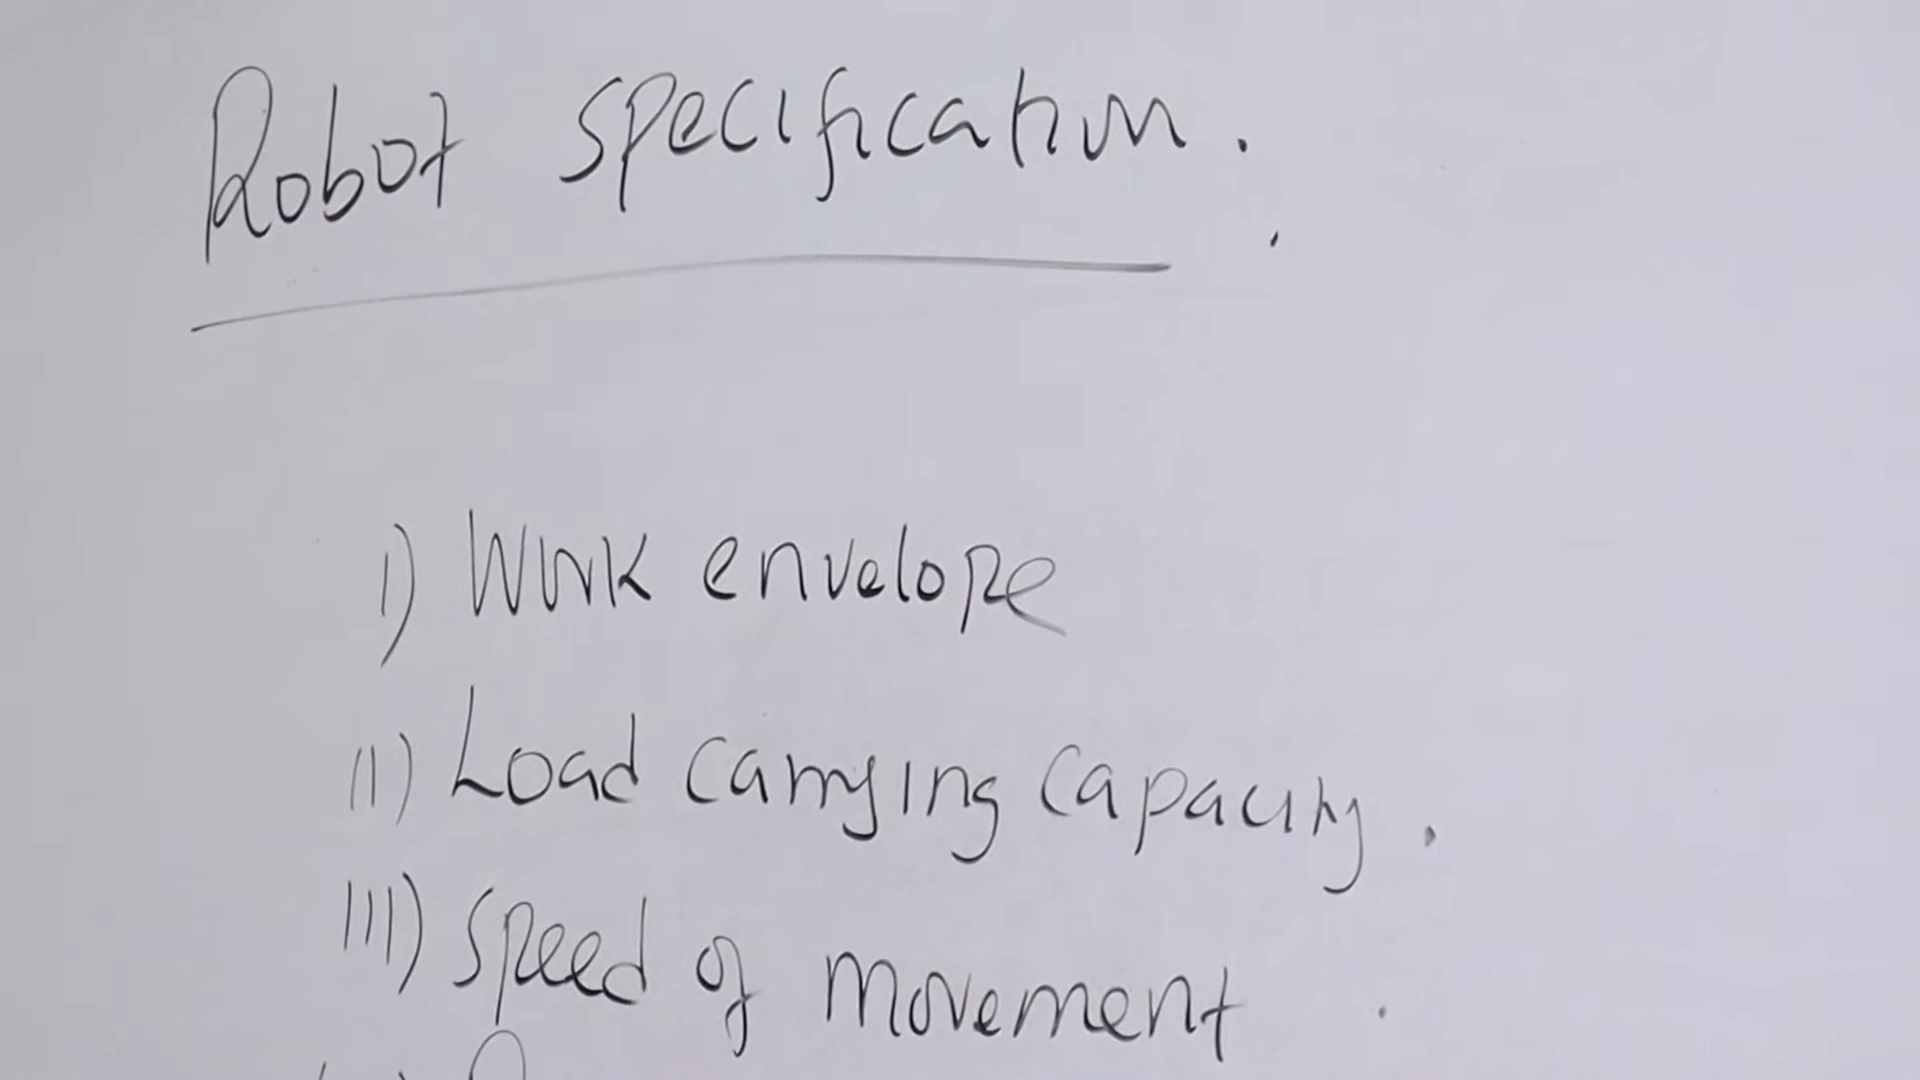 Robot specification.
I) Work envelope
II) Load carrying capacity.
III) speed of movement